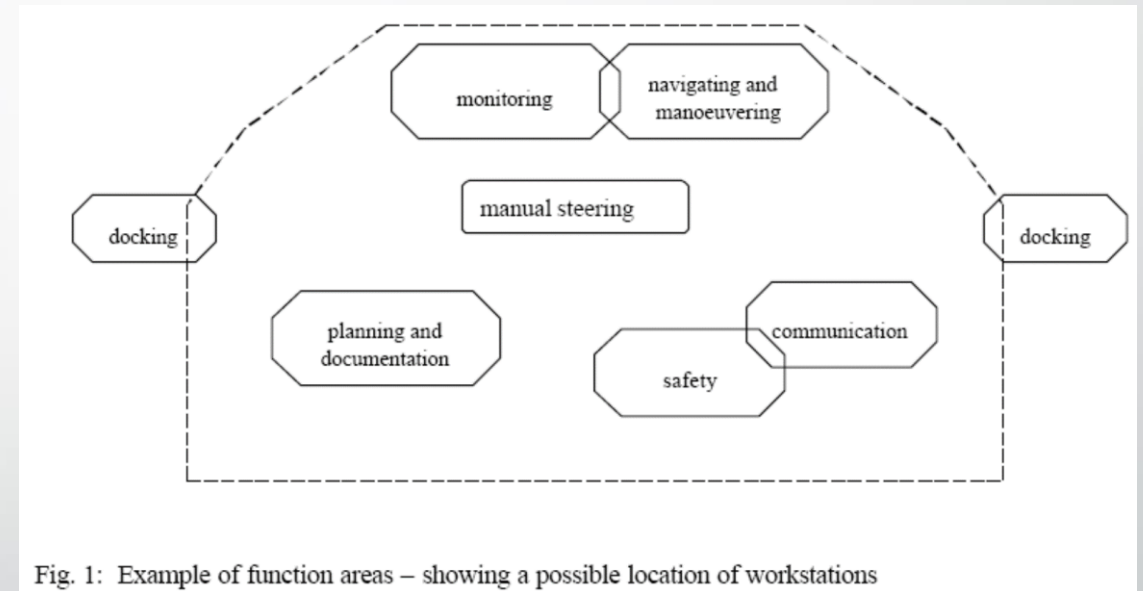 monitoring
navigating and
manoeuvering
manual steering
docking
docking
planning and
documentation
communication
safety
Fig. 1: Example of function areas – showing a possible location of workstations